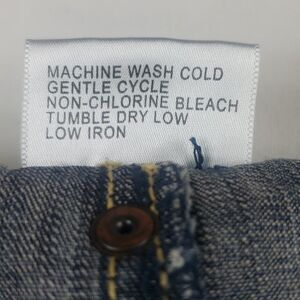 MACHINE WASH COLD
GENTLE CYCLE
NON-CHLORINE BLEACH
TUMBLE DRY LOW
LOW IRON